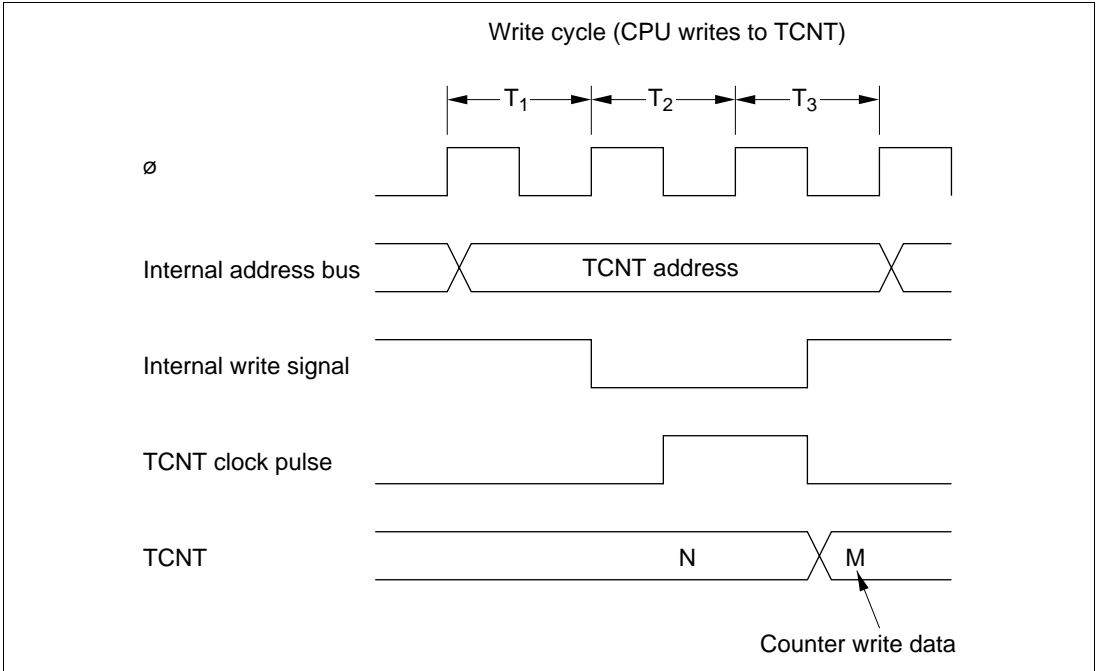 Write cycle (CPU writes to TCNT)
T1 T2 T3
ø
Internal address bus
TCNT address
Internal write signal
TCNT clock pulse
TCNT
N
M
Counter write data